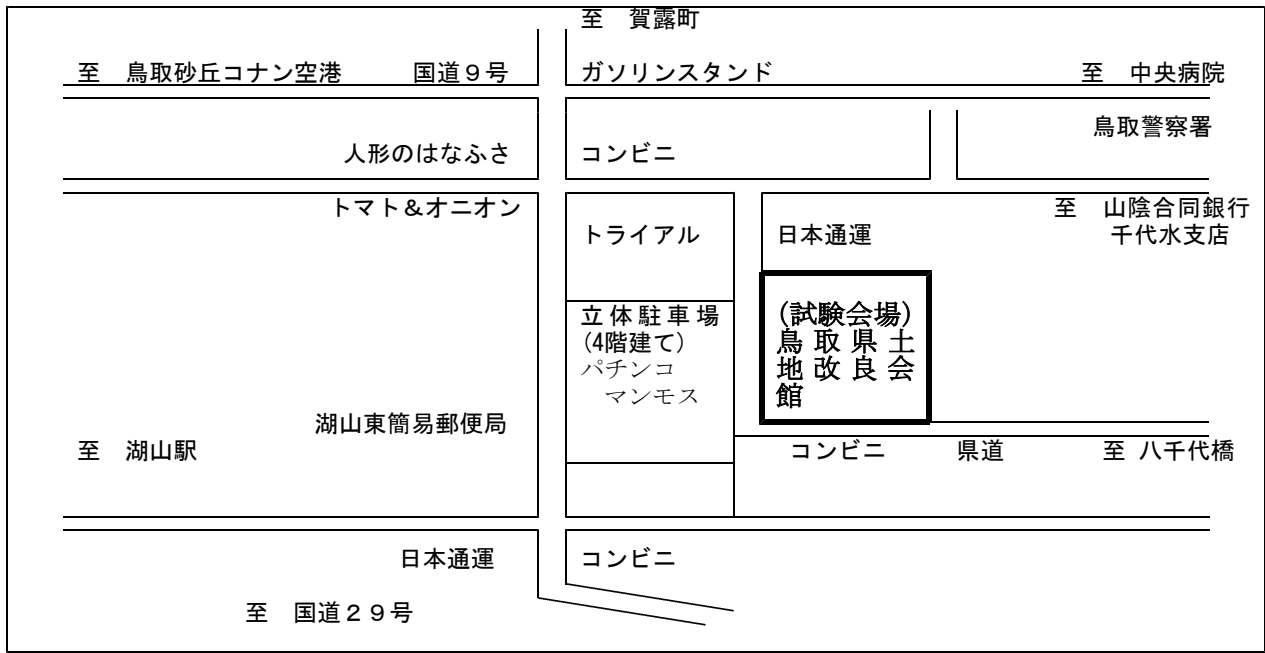 至　賀露町
至　鳥取砂丘コナン空港　国道９号　ガソリンスタンド　至　中央病院
鳥取警察署
人形のはなふさ　コンビニ
トマト＆オニオン　至　山陰合同銀行
トライアル　日本通運　千代水支店
立体駐車場
(4階建て)
パチンコ
マンモス
(試験会場)
鳥取県土
地改良会
館
湖山東簡易郵便局
至　湖山駅　コンビニ　県道　至 八千代橋
日本通運　コンビニ
至　国道２９号